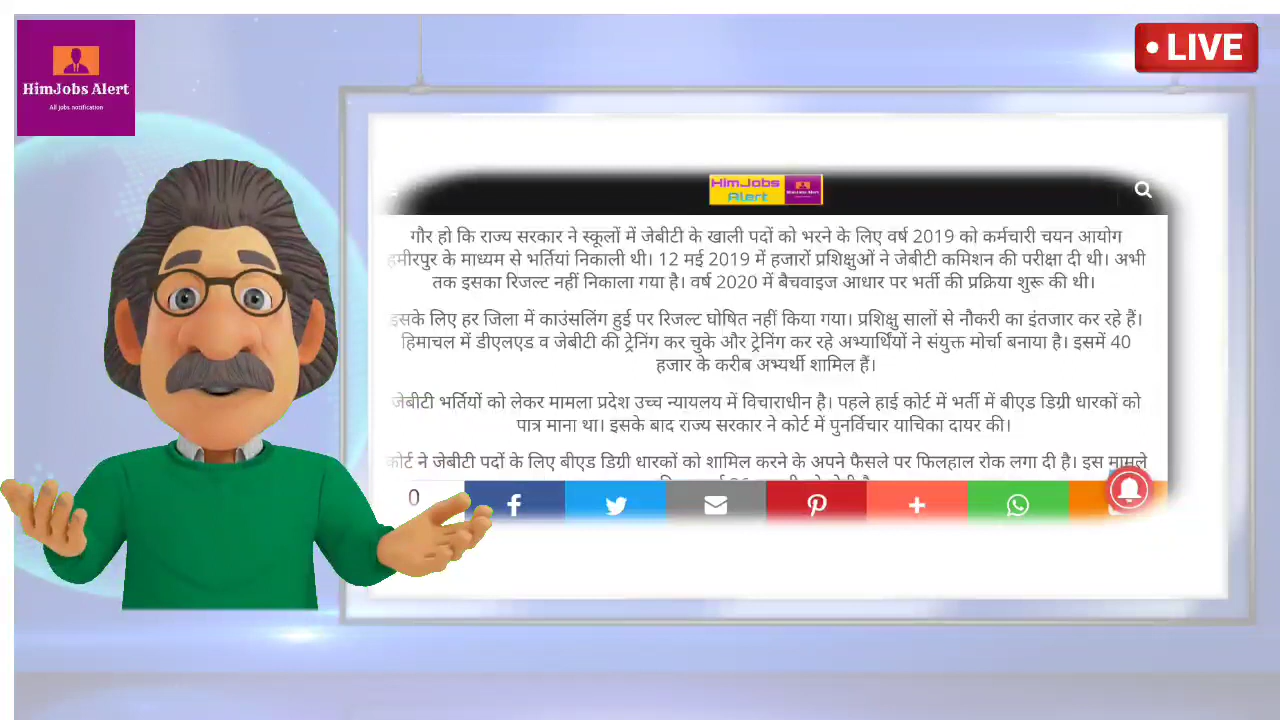 HimJobs Alert
All jobs notification
LIVE
HimJobs
Alert
गौर हो कि राज्य सरकार ने स्कूलों में जेबीटी के खाली पदों को भरने के लिए वर्ष 2019 को कर्मचारी चयन आयोग
हमीरपुर के माध्यम से भर्तियां निकाली थी। 12 मई 2019 में हजारों प्रशिक्षुओं ने जेबीटी कमिशन की परीक्षा दी थी। अभी
तक इसका रिजल्ट नहीं निकाला गया है। वर्ष 2020 में बैचवाइज आधार पर भर्ती की प्रक्रिया शुरू की थी।
इसके लिए हर जिला में काउंसलिंग हुई पर रिजल्ट घोषित नहीं किया गया। प्रशिक्षु सालों से नौकरी का इंतजार कर रहे हैं।
हिमाचल में डीएलएड व जेबीटी की ट्रेनिंग कर चुके और ट्रेनिंग कर रहे अभ्यार्थियों ने संयुक्त मोर्चा बनाया है। इसमें 40
हजार के करीब अभ्यर्थी शामिल हैं।
जेबीटी भर्तियों को लेकर मामला प्रदेश उच्च न्यायलय में विचाराधीन है। पहले हाई कोर्ट में भर्ती में बीएड डिग्री धारकों को
पात्र माना था। इसके बाद राज्य सरकार ने कोर्ट में पुनर्विचार याचिका दायर की।
कोर्ट ने जेबीटी पदों के लिए बीएड डिग्री धारकों को शामिल करने के अपने फैसले पर फिलहाल रोक लगा दी है। इस मामले
0